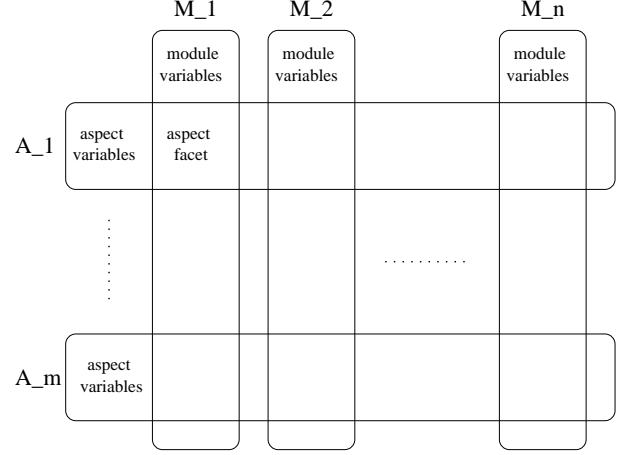 M_1 M_2 M_n
module module module
variables variables variables
A_1 aspect aspect
variables facet
. . . . . . . . . .
. . . . . . . . . .
A_m aspect
variables